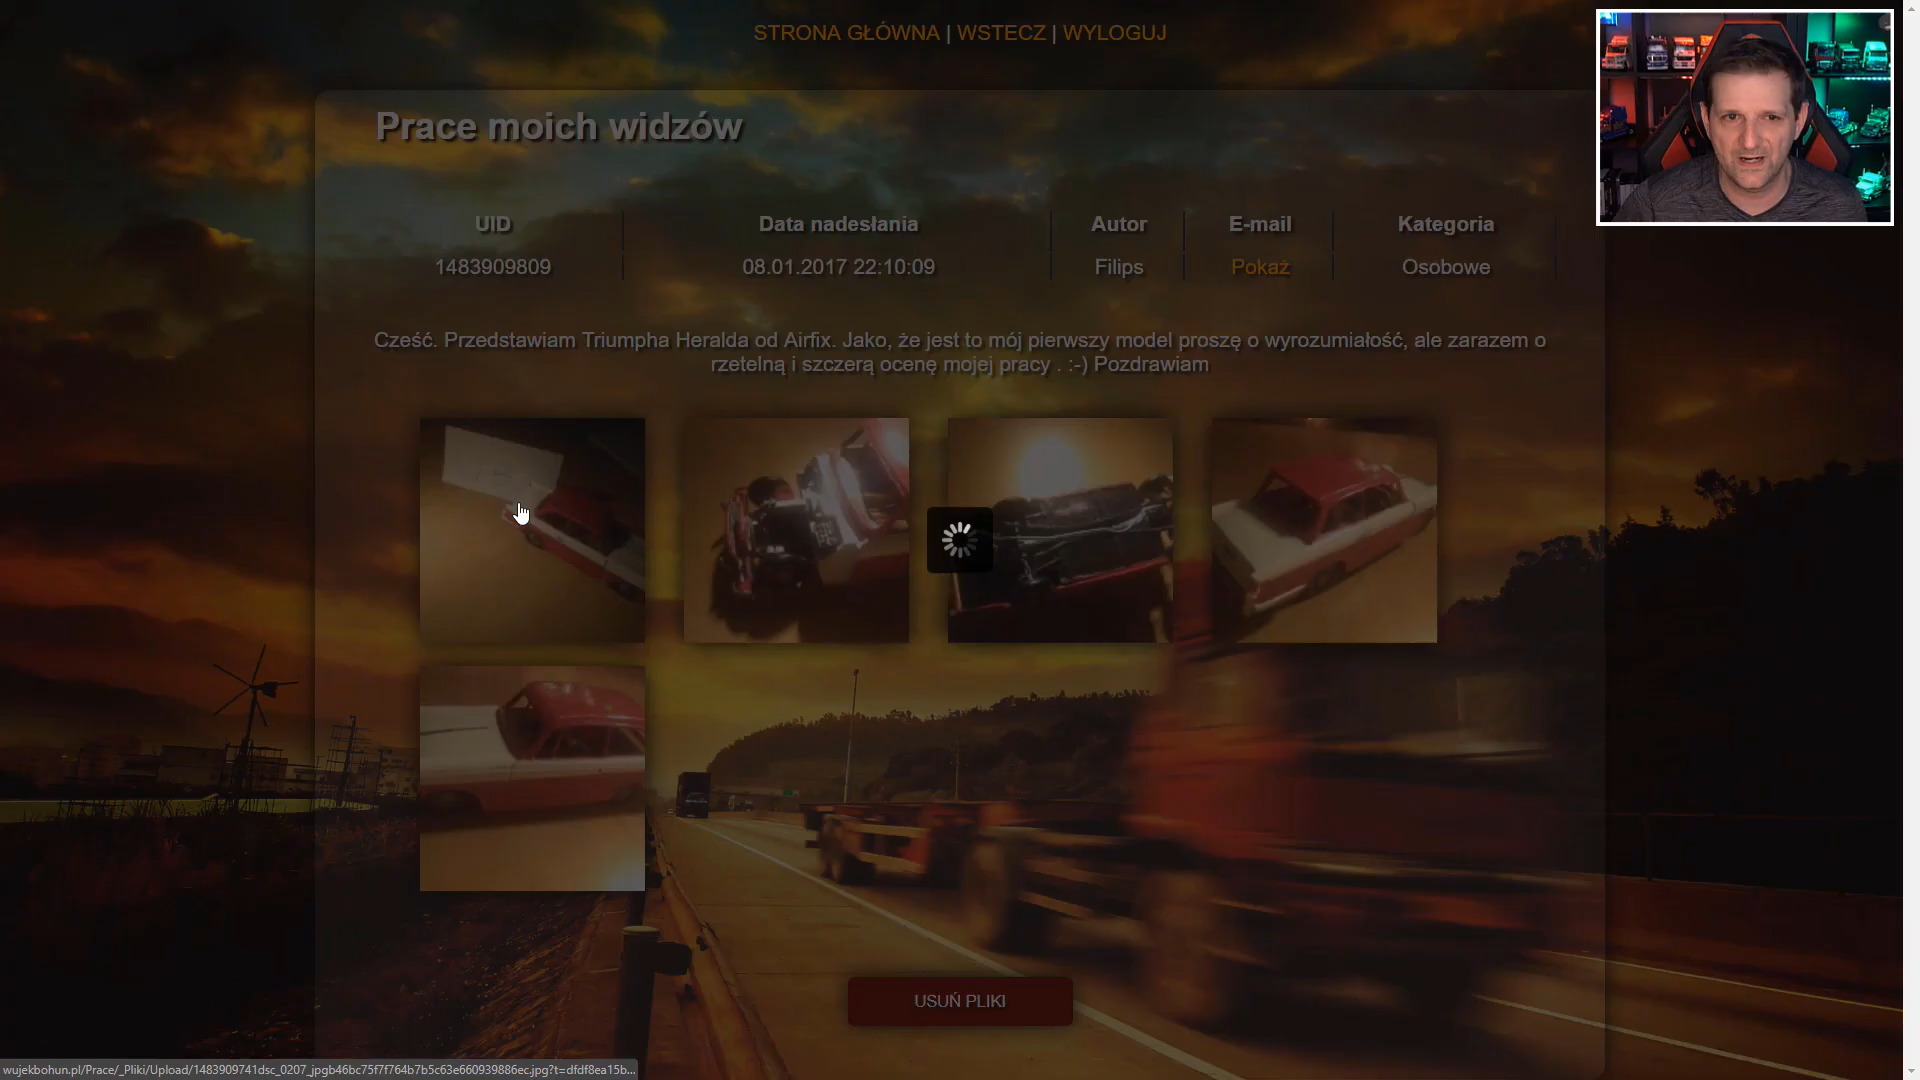 STRONA GŁÓWNA | WSTECZ | WYLOGUJ
Prace moich widzów
UID Data nadesłania Autor E-mail Kategoria
1483909809 08.01.2017 22:10:09 Filips Pokaż Osobowe
Cześć. Przedstawiam Triumpha Heralda od Airfix. Jako, że jest to mój pierwszy model proszę o wyrozumiałość, ale zarazem o
rzetelną i szczerą ocenę mojej pracy . :-) Pozdrawiam
USUŃ PLIKI
wujekbohun.pl/Prace/_Pliki/Upload/1483909741dsc_0207_jpgb46bc75f7f764b7b5c63e660939886ec.jpg?t=dfdf8ea15b...